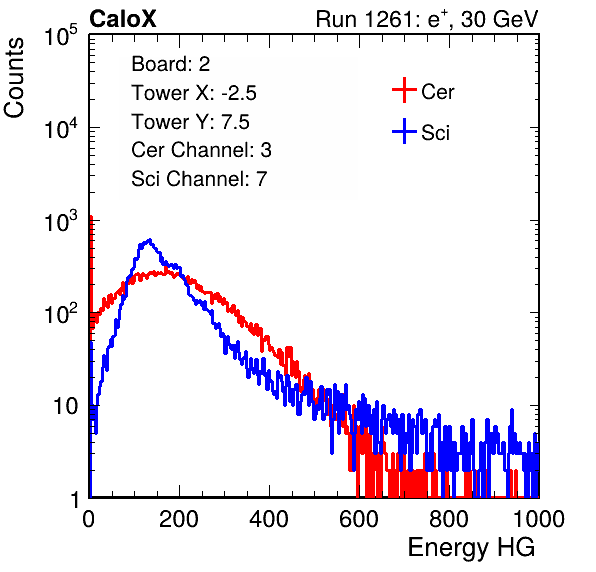 CaloX Run 1261: e⁺, 30 GeV
Counts
Board: 2
Tower X: -2.5
Tower Y: 7.5
Cer Channel: 3
Sci Channel: 7
Cer
Sci
10⁵
10⁴
10³
10²
10
1
0 200 400 600 800 1000
Energy HG